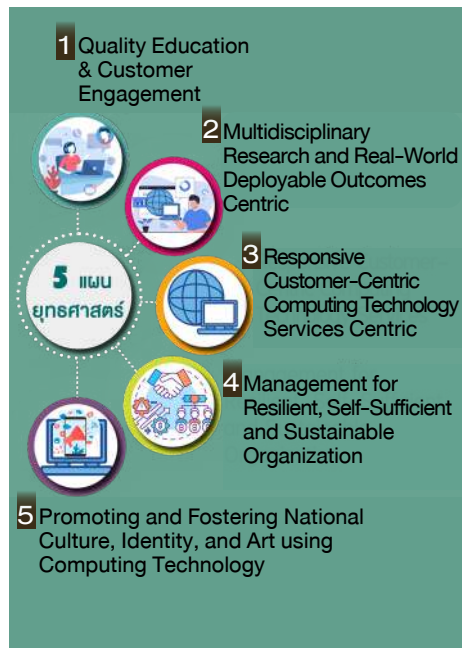 1 Quality Education
& Customer
Engagement
2 Multidisciplinary
Research and Real-World
Deployable Outcomes
Centric
3 Responsive
Customer-Centric
Computing Technology
Services Centric
5 แผน
ยุทธศาสตร์
4 Management for
Resilient, Self-Sufficient
and Sustainable
Organization
5 Promoting and Fostering National
Culture, Identity, and Art using
Computing Technology